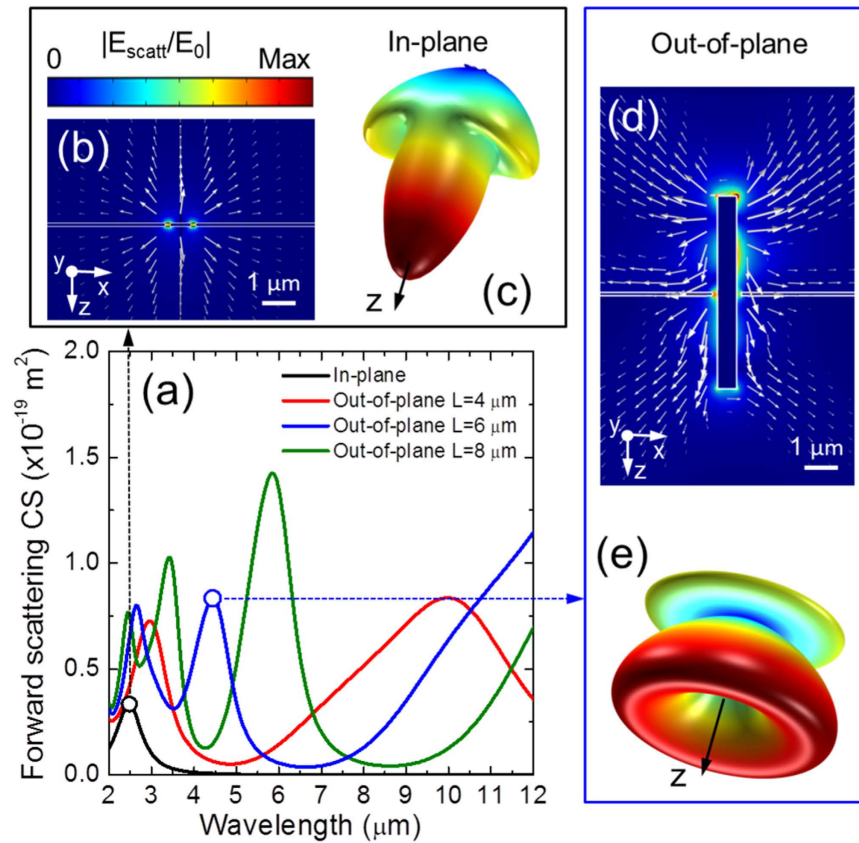 |E_scatt/E_0|
0 Max
In-plane
Out-of-plane
(b)
y x
z
1 μm
z
(c)
(d)
y x
z
1 μm
2.0
1.5
1.0
0.5
0.0
Forward scattering CS (x10^-19 m^2)
(a)
In-plane
Out-of-plane L=4 μm
Out-of-plane L=6 μm
Out-of-plane L=8 μm
2 3 4 5 6 7 8 9 10 11 12
Wavelength (μm)
(e)
z